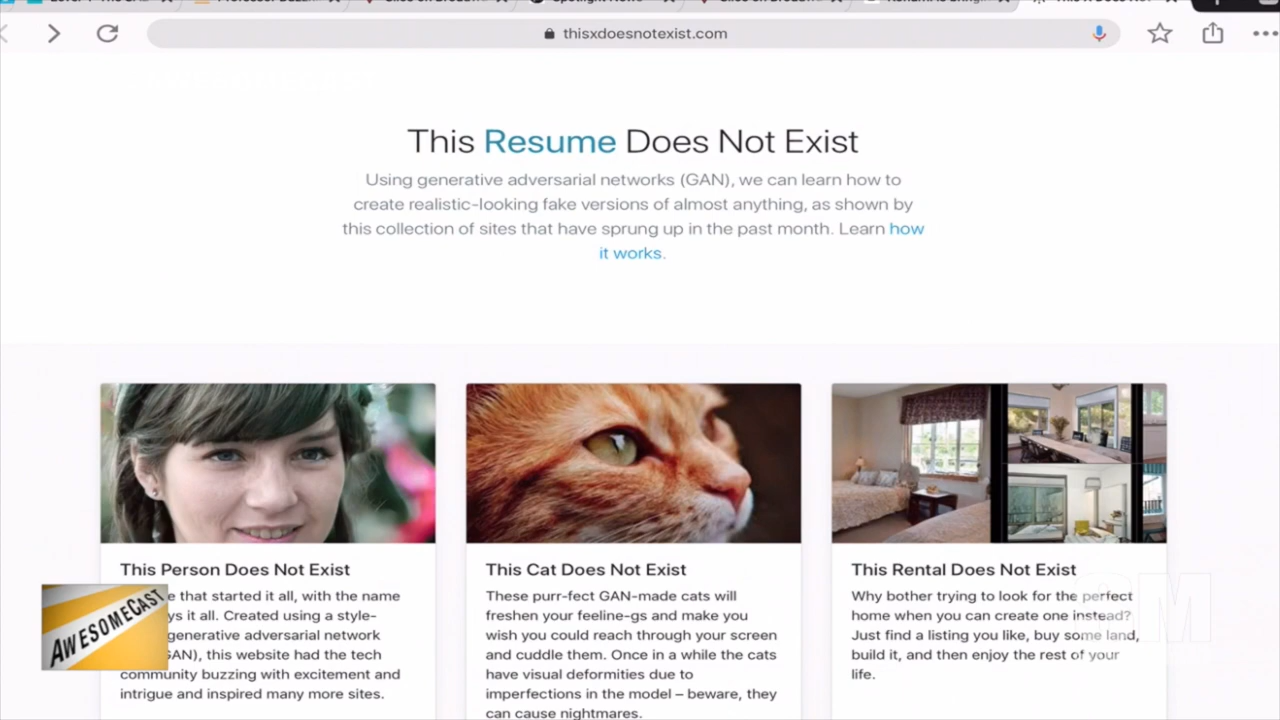 thisxdoesnotexist.com
This Resume Does Not Exist
Using generative adversarial networks (GAN), we can learn how to
create realistic-looking fake versions of almost anything, as shown by
this collection of sites that have sprung up in the past month. Learn how
it works.
This Person Does Not Exist
e that started it all, with the name
ys it all. Created using a style-
generative adversarial network
GAN), this website had the tech
community buzzing with excitement and
intrigue and inspired many more sites.
This Cat Does Not Exist
These purr-fect GAN-made cats will
freshen your feeline-gs and make you
wish you could reach through your screen
and cuddle them. Once in a while the cats
have visual deformities due to
imperfections in the model – beware, they
can cause nightmares.
This Rental Does Not Exist
Why bother trying to look for the perfect
home when you can create one instead?
Just find a listing you like, buy some land,
build it, and then enjoy the rest of your
life.
AWESOMECAST